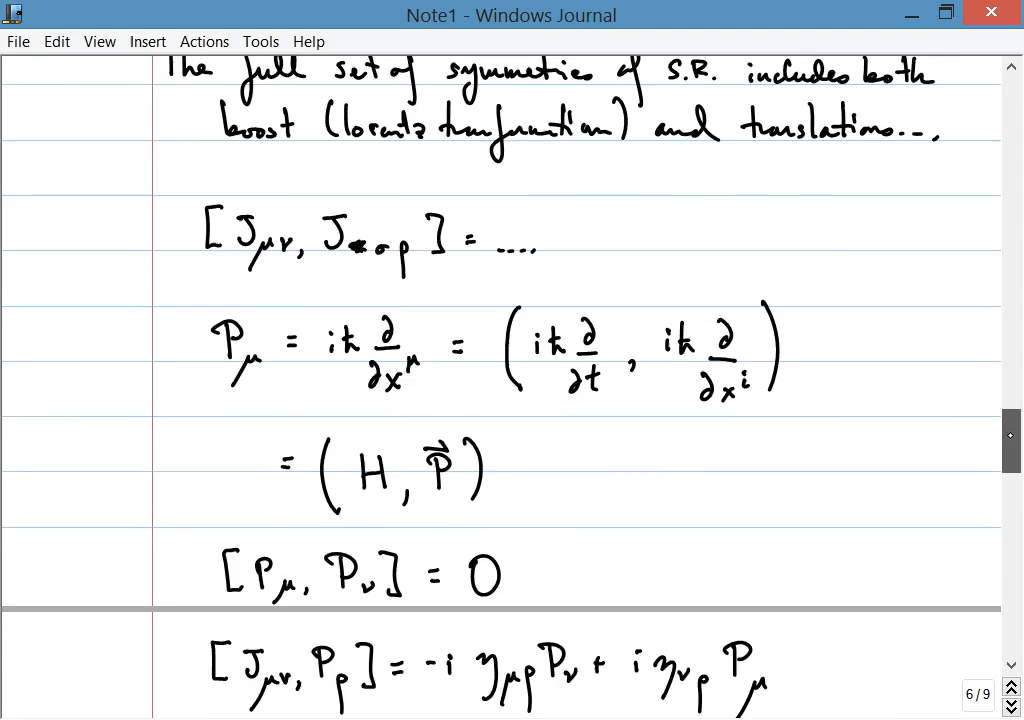 Note1 - Windows Journal
File Edit View Insert Actions Tools Help
The full set of symmetries of S.R. includes both
boost (lorentz transformation) and translations...,
[J_μν, J_σρ] = ....
P_μ = iħ ∂/∂x^μ = (iħ ∂/∂t, iħ ∂/∂x^i)
= (H, P⃗)
[P_μ, P_ν] = 0
[J_μν, P_ρ] = -i η_μρ P_ν + i η_νρ P_μ
6/9